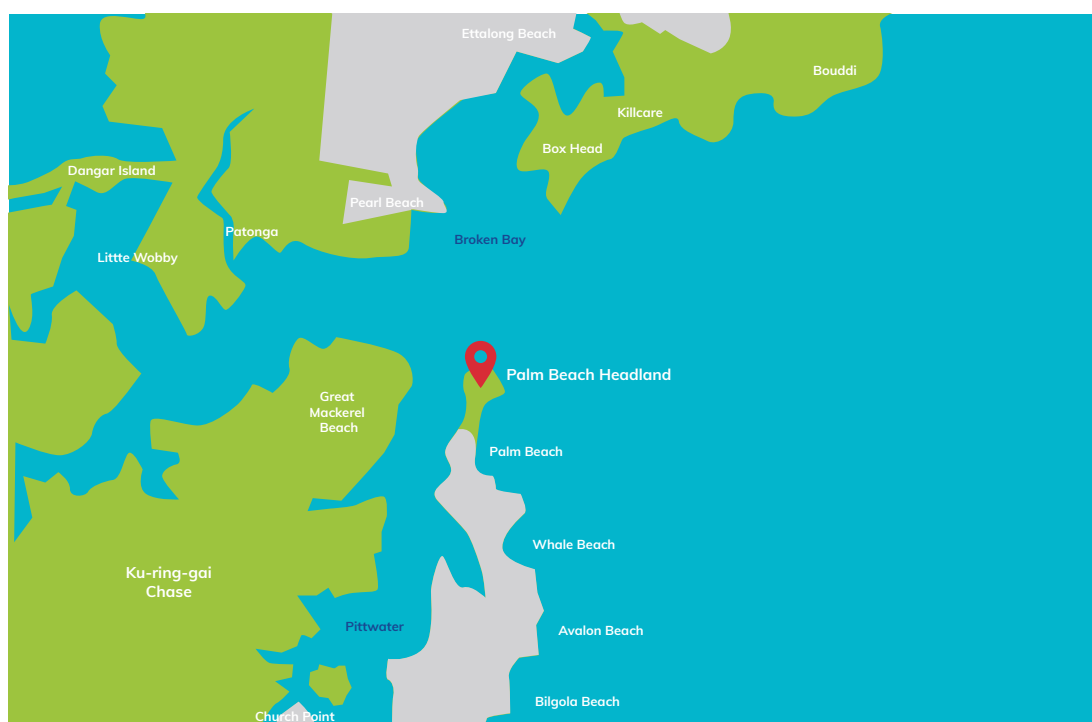 Ettalong Beach
Bouddi
Killcare
Box Head
Dangar Island
Pearl Beach
Patonga
Broken Bay
Littte Wobby
Palm Beach Headland
Great
Mackerel
Beach
Palm Beach
Whale Beach
Ku-ring-gai
Chase
Pittwater
Avalon Beach
Bilgola Beach
Church Point